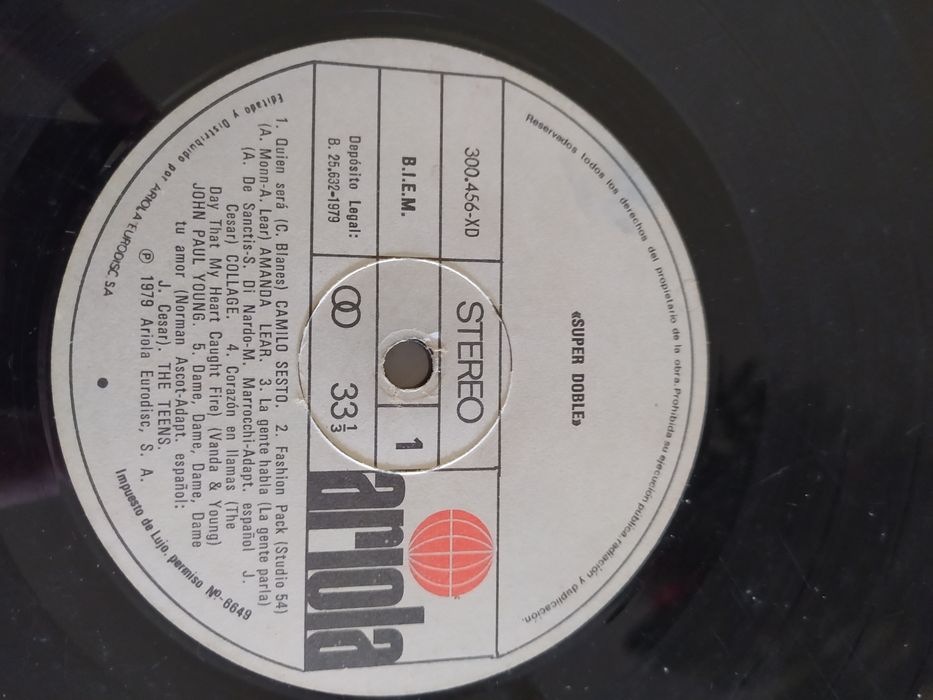 Reservados todos los derechos del propietario de la obra. Prohibida su ejecución pública radiación y duplicación.
«SUPER DOBLE»
300.456-XD
STEREO
B.I.E.M.
1
Depósito Legal:
B. 25,632-1979
33 1/3
ariola
1. Quien será (C. Blanes) CAMILO SESTO. 2. Fashion Pack (Studio 54)
(A. Monn-A. Lear) AMANDA LEAR. 3. La gente habla (La gente parla)
(A. De Sanctis-S. Di Nardo-M. Marrocchi-Adapt. español J.
Cesar) COLLAGE. 4. Corazón en llamas (The
Day That My Heart Caught Fire) (Vanda & Young)
JOHN PAUL YOUNG. 5. Dame, Dame, Dame, Dame
tu amor (Norman Ascot-Adapt. español:
J. Cesar). THE TEENS.
℗ 1979 Ariola Eurodisc, S. A.
Editado y Distribuido por ARIOLA EURODISC S.A
Impuesto de Lujo, permiso Nº-6649